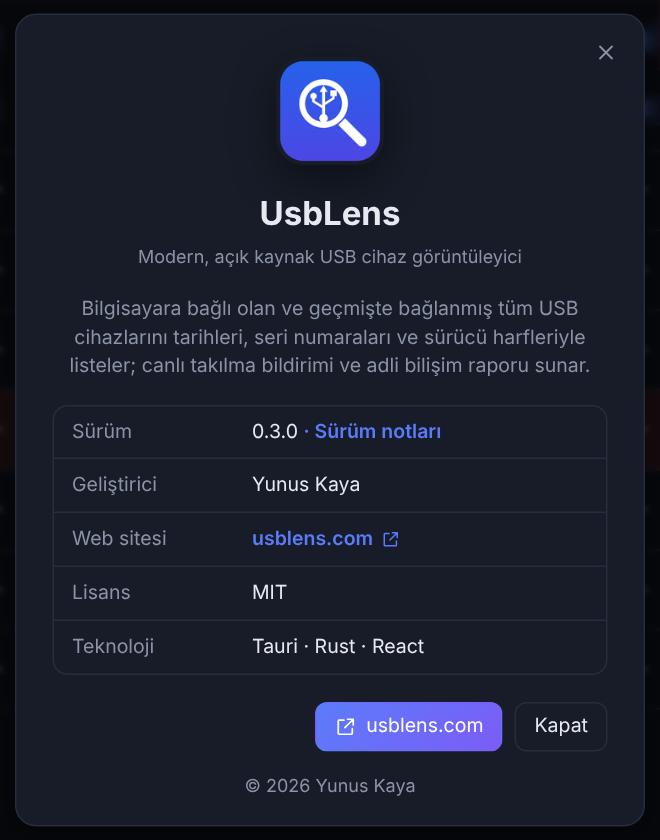 UsbLens
Modern, açık kaynak USB cihaz görüntüleyici
Bilgisayara bağlı olan ve geçmişte bağlanmış tüm USB
cihazlarını tarihleri, seri numaraları ve sürücü harfleriyle
listeler; canlı takılma bildirimi ve adli bilişim raporu sunar.
Sürüm 0.3.0 · Sürüm notları
Geliştirici Yunus Kaya
Web sitesi usblens.com
Lisans MIT
Teknoloji Tauri · Rust · React
usblens.com Kapat
© 2026 Yunus Kaya